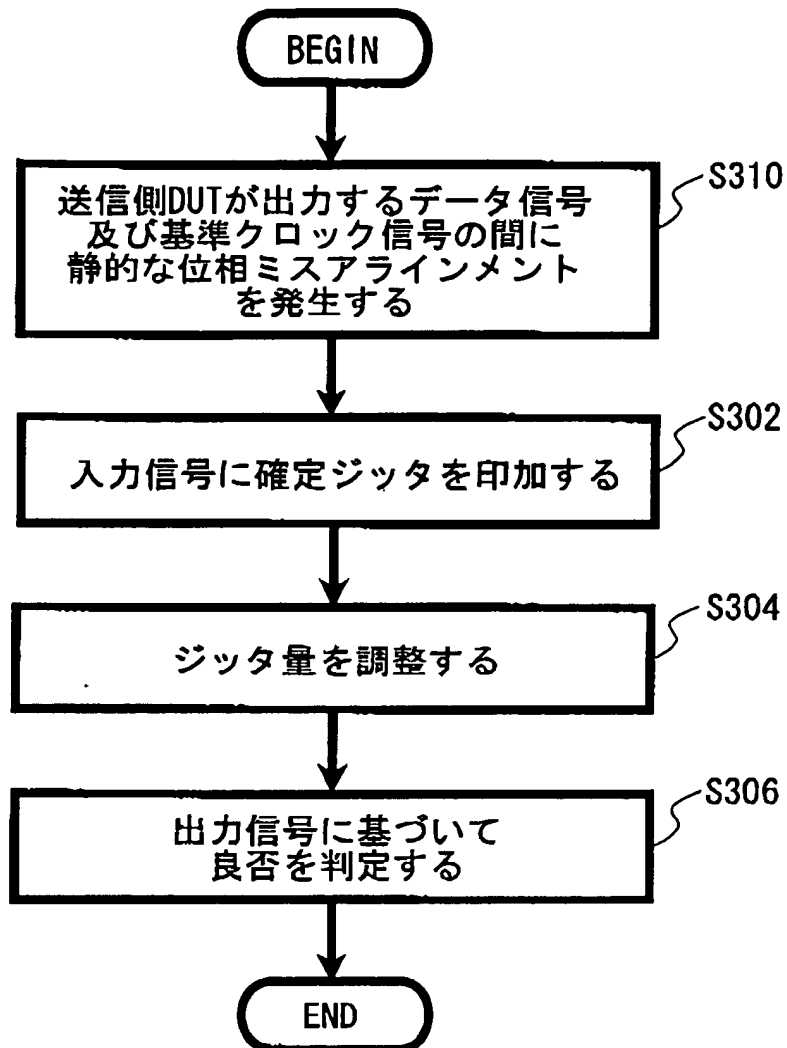 BEGIN
S310
送信側DUTが出力するデータ信号
及び基準クロック信号の間に
静的な位相ミスアラインメント
を発生する
S302
入力信号に確定ジッタを印加する
S304
ジッタ量を調整する
S306
出力信号に基づいて
良否を判定する
END